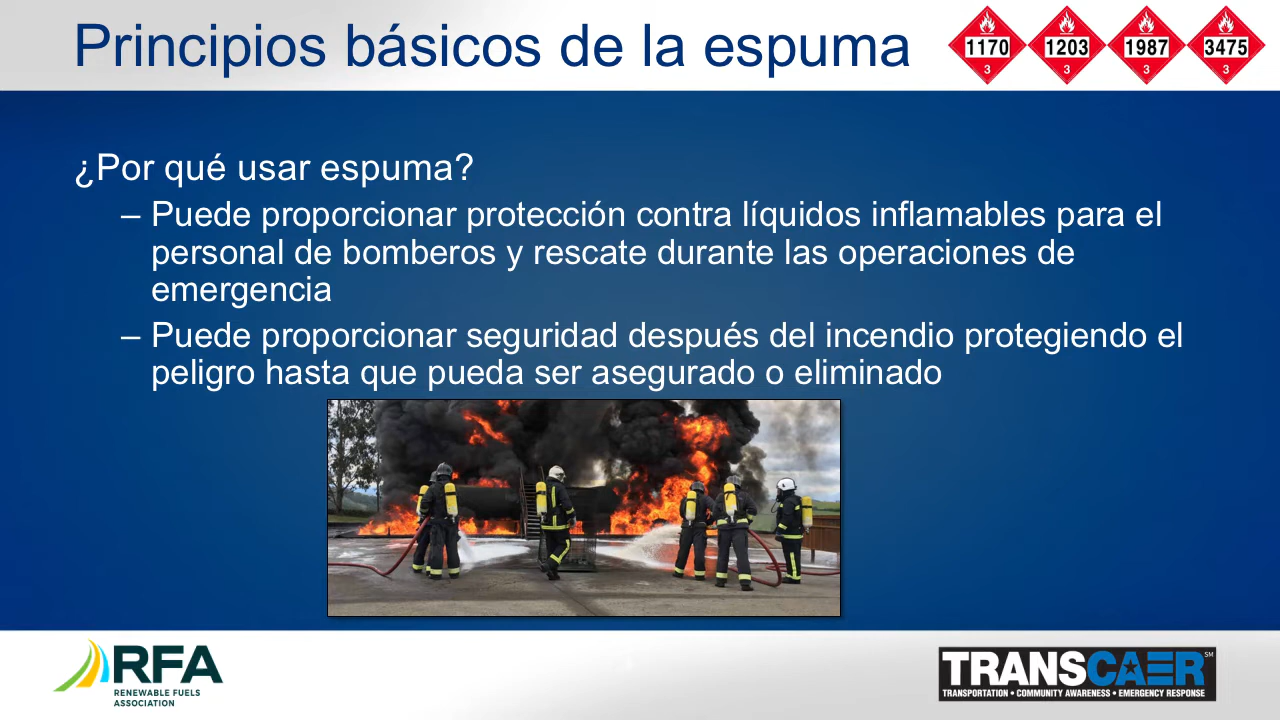 Principios básicos de la espuma
1170
3
1203
3
1987
3
3475
3
¿Por qué usar espuma?
– Puede proporcionar protección contra líquidos inflamables para el
personal de bomberos y rescate durante las operaciones de
emergencia
– Puede proporcionar seguridad después del incendio protegiendo el
peligro hasta que pueda ser asegurado o eliminado
RFA
RENEWABLE FUELS
ASSOCIATION
TRANSCAER SM
TRANSPORTATION • COMMUNITY AWARENESS • EMERGENCY RESPONSE